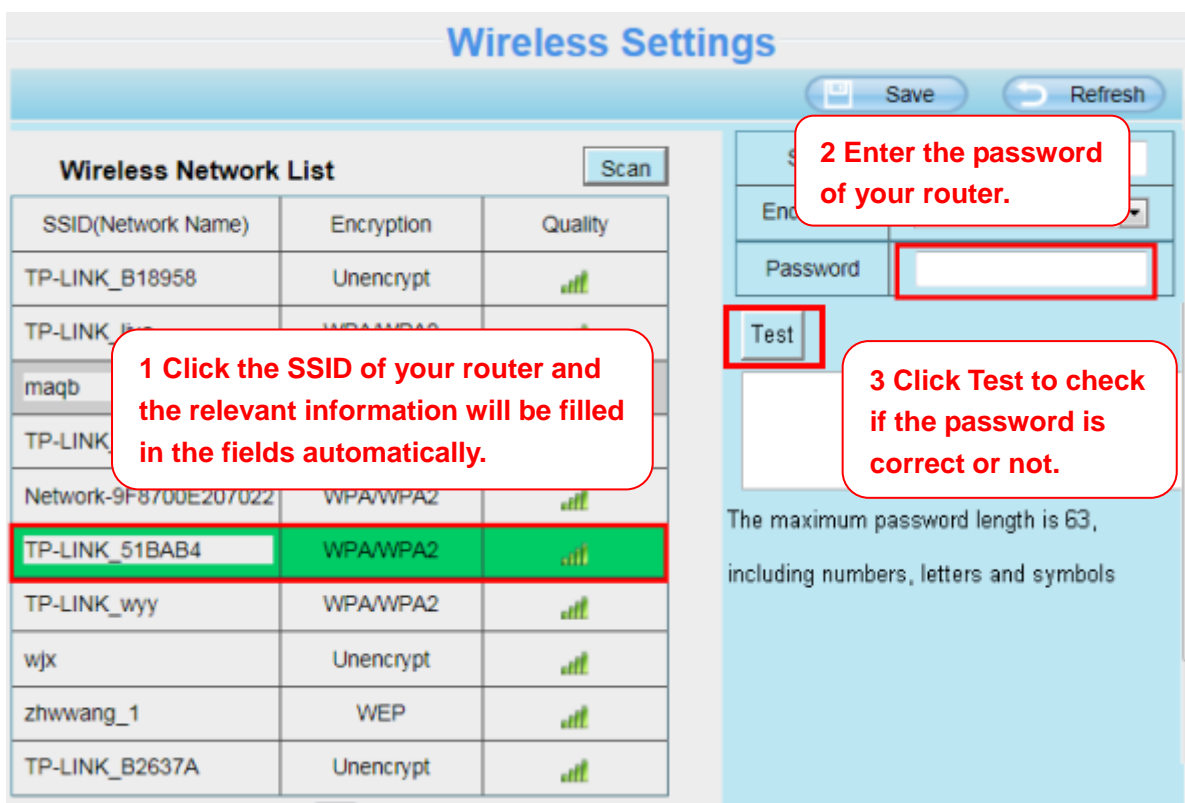 Wireless Settings
Save
Refresh
Wireless Network List
Scan
SSID(Network Name) Encryption Quality
TP-LINK_B18958 Unencrypt
TP-LINK
maqb
TP-LINK
Network-9F8700E207022 WPA/WPA2
TP-LINK_51BAB4 WPA/WPA2
TP-LINK_wyy WPA/WPA2
wjx Unencrypt
zhwwang_1 WEP
TP-LINK_B2637A Unencrypt
1 Click the SSID of your router and
the relevant information will be filled
in the fields automatically.
2 Enter the password
of your router.
Password
Test
3 Click Test to check
if the password is
correct or not.
The maximum password length is 63,
including numbers, letters and symbols